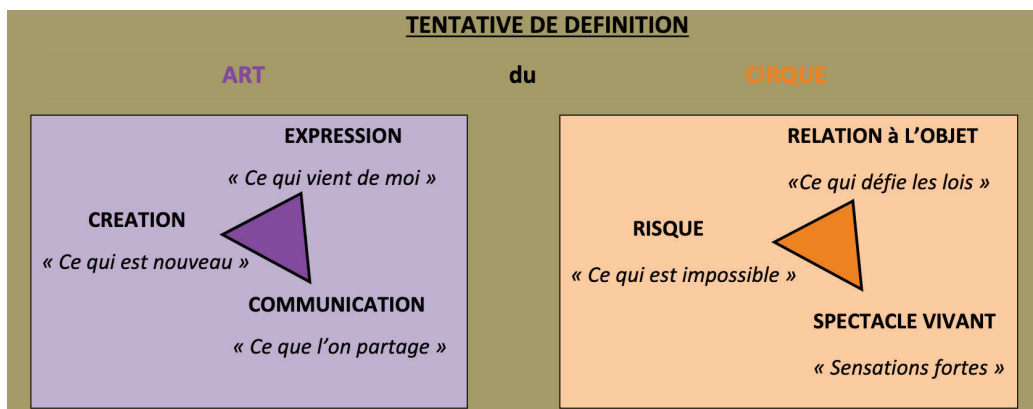 TENTATIVE DE DEFINITION
ART du CIRQUE
EXPRESSION
« Ce qui vient de moi »
CREATION
« Ce qui est nouveau »
COMMUNICATION
« Ce que l’on partage »
RELATION à L’OBJET
«Ce qui défie les lois »
RISQUE
« Ce qui est impossible »
SPECTACLE VIVANT
« Sensations fortes »